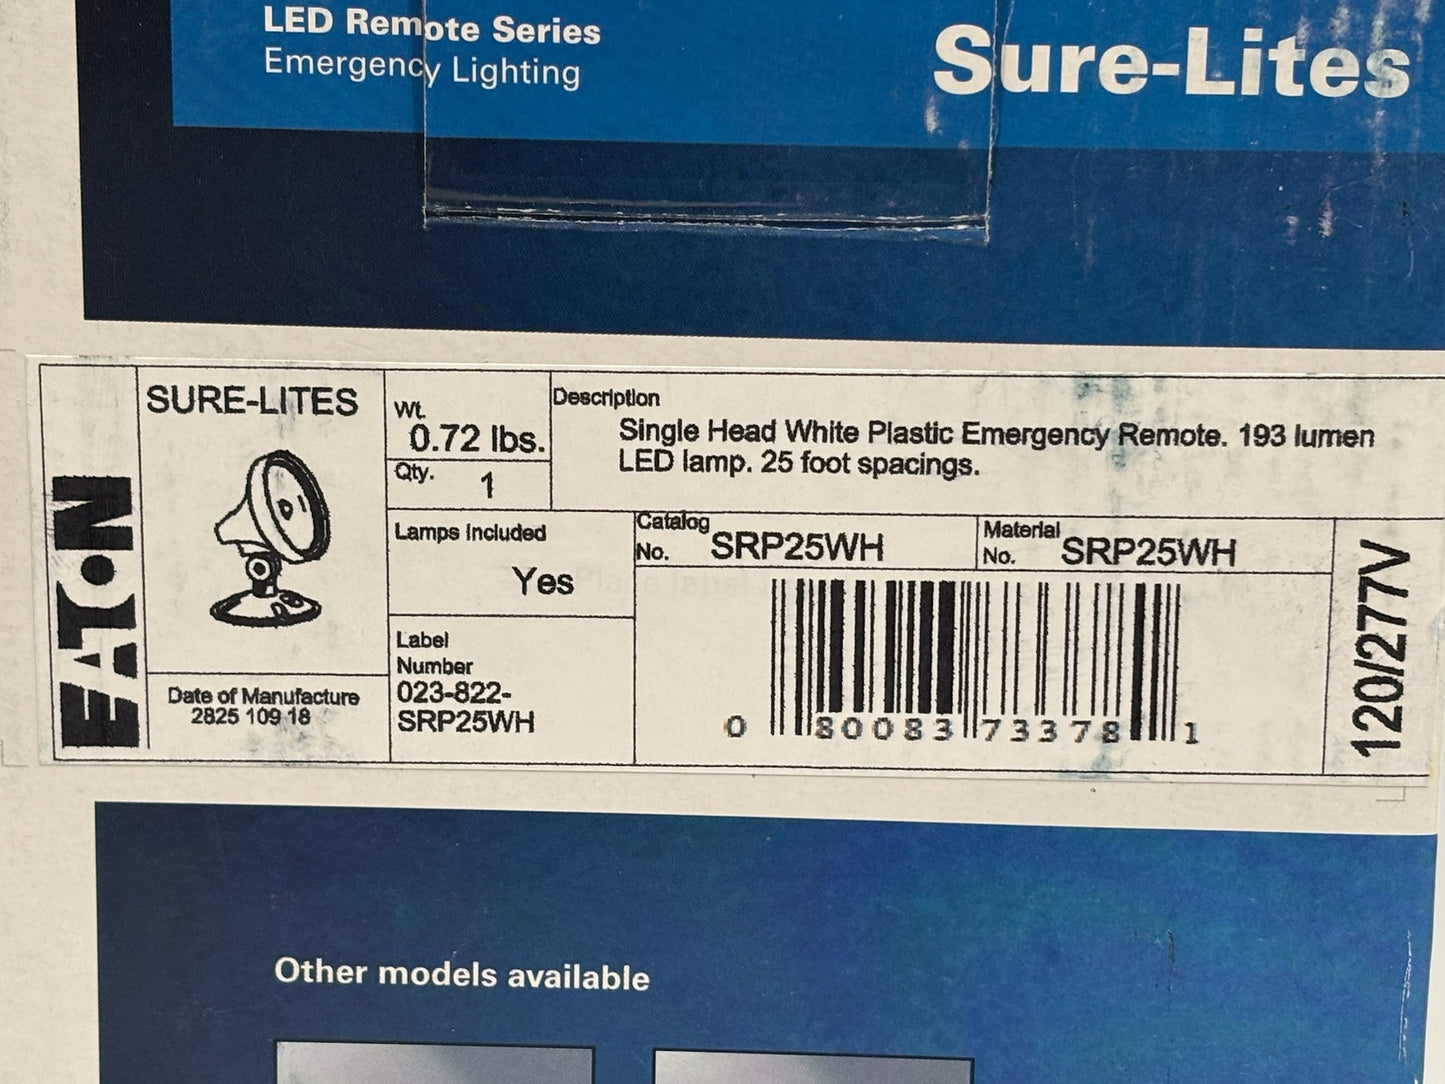 LED Remote Series
Emergency Lighting
Sure-Lites
EATON
SURE-LITES
Date of Manufacture
2825 109 18
Wt.
0.72 lbs.
Qty.
1
Description
Single Head White Plastic Emergency Remote. 193 lumen
LED lamp. 25 foot spacings.
Lamps Included
Yes
Label
Number
023-822-
SRP25WH
Catalog
No. SRP25WH
Material
No. SRP25WH
0 80083 73378 1
120/277V
Place label
Other models available